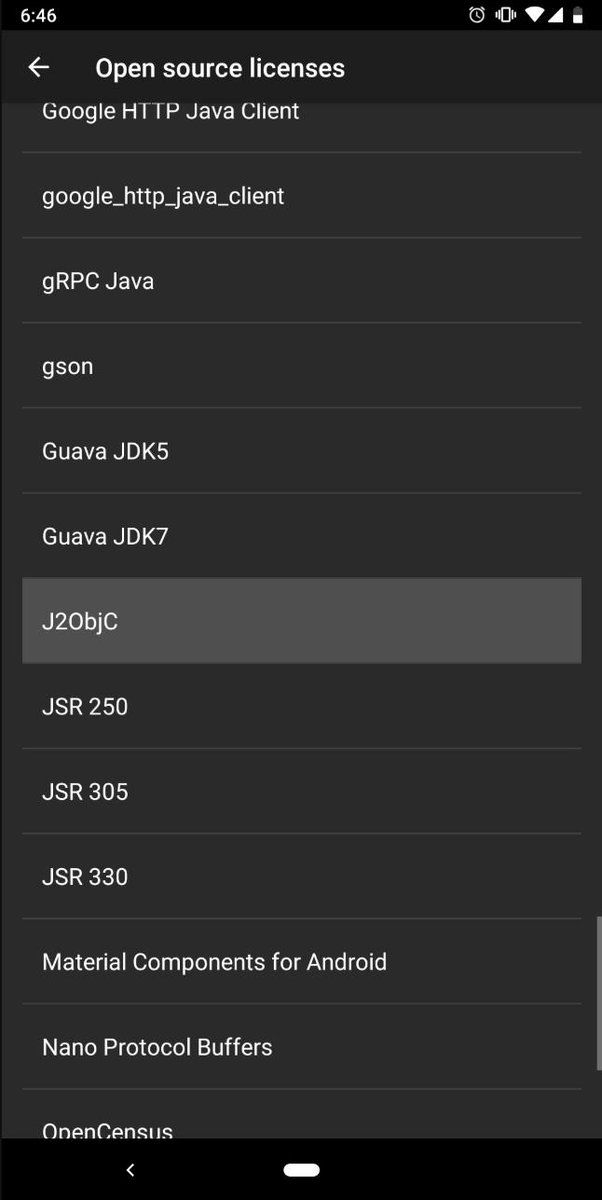 6:46
Open source licenses
Google HTTP Java Client
google_http_java_client
gRPC Java
gson
Guava JDK5
Guava JDK7
J2ObjC
JSR 250
JSR 305
JSR 330
Material Components for Android
Nano Protocol Buffers
OpenCensus